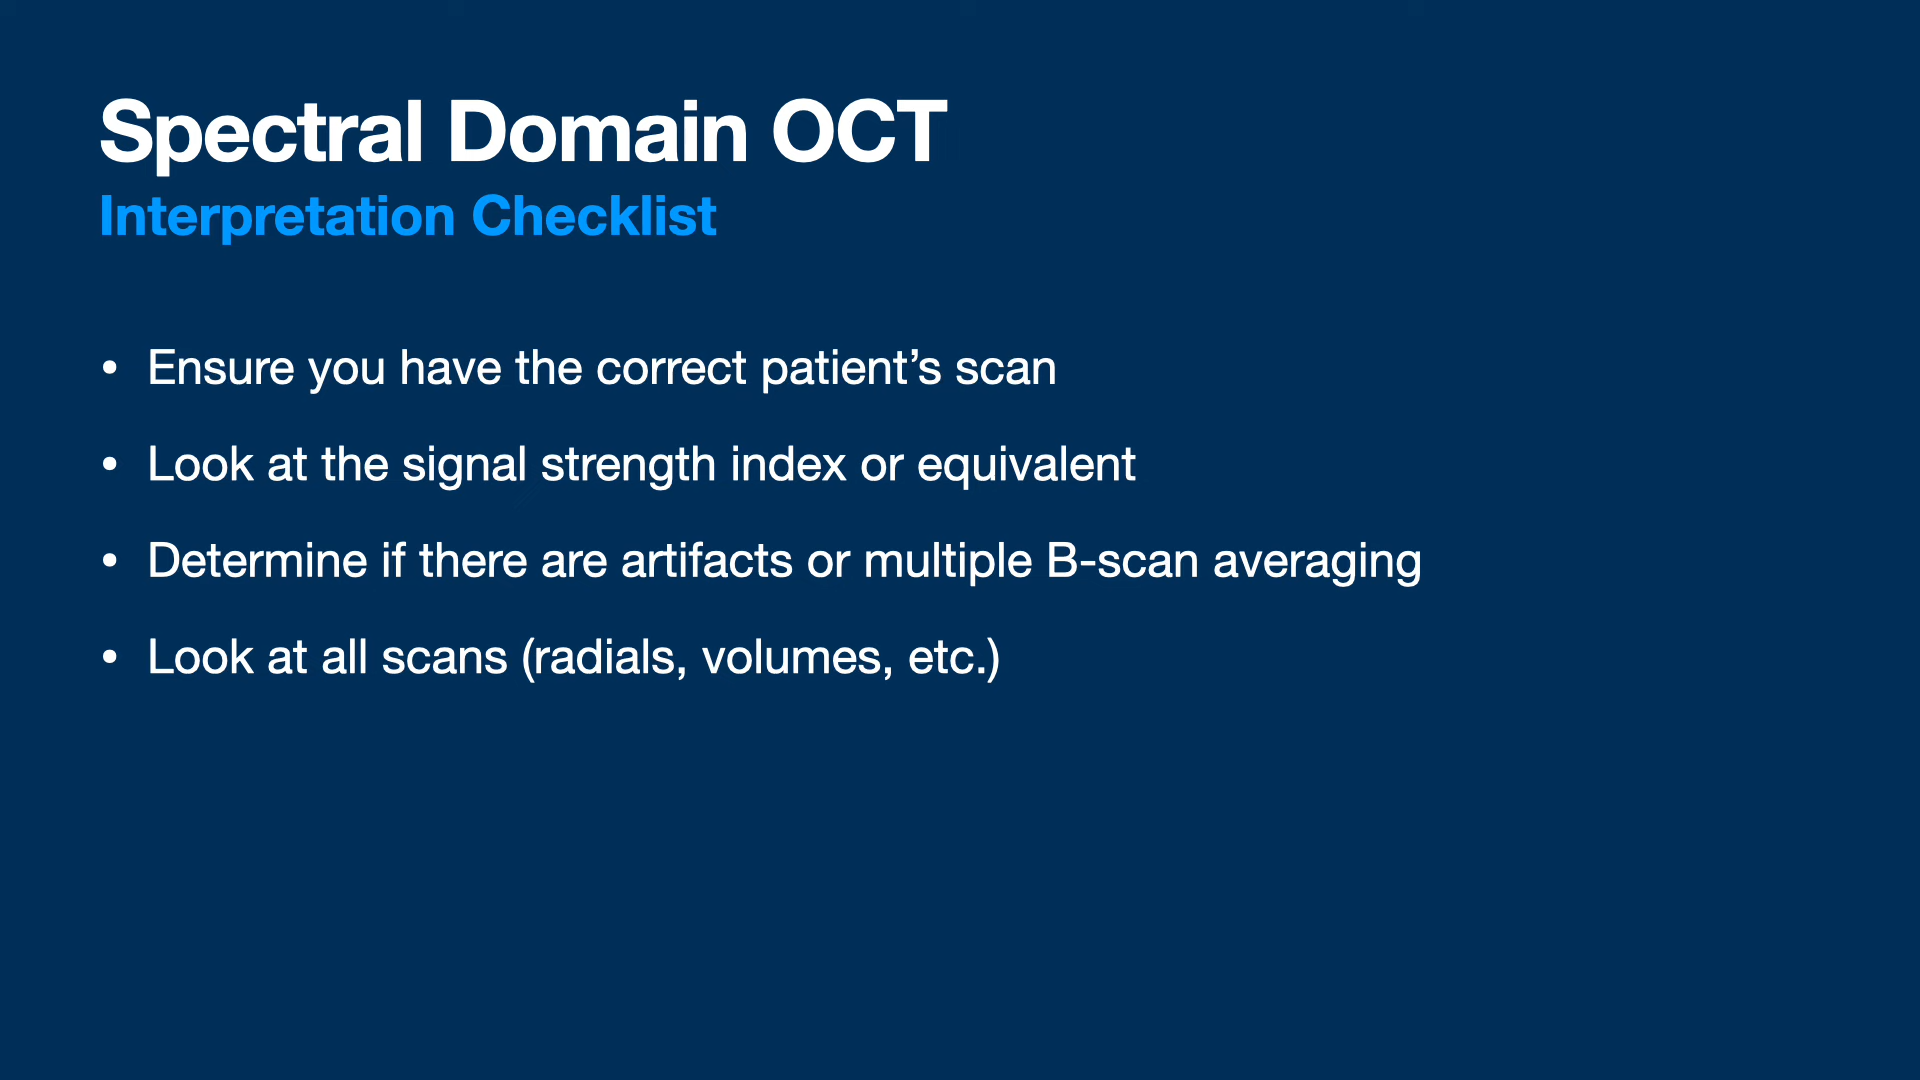 Spectral Domain OCT
Interpretation Checklist
• Ensure you have the correct patient’s scan
• Look at the signal strength index or equivalent
• Determine if there are artifacts or multiple B-scan averaging
• Look at all scans (radials, volumes, etc.)